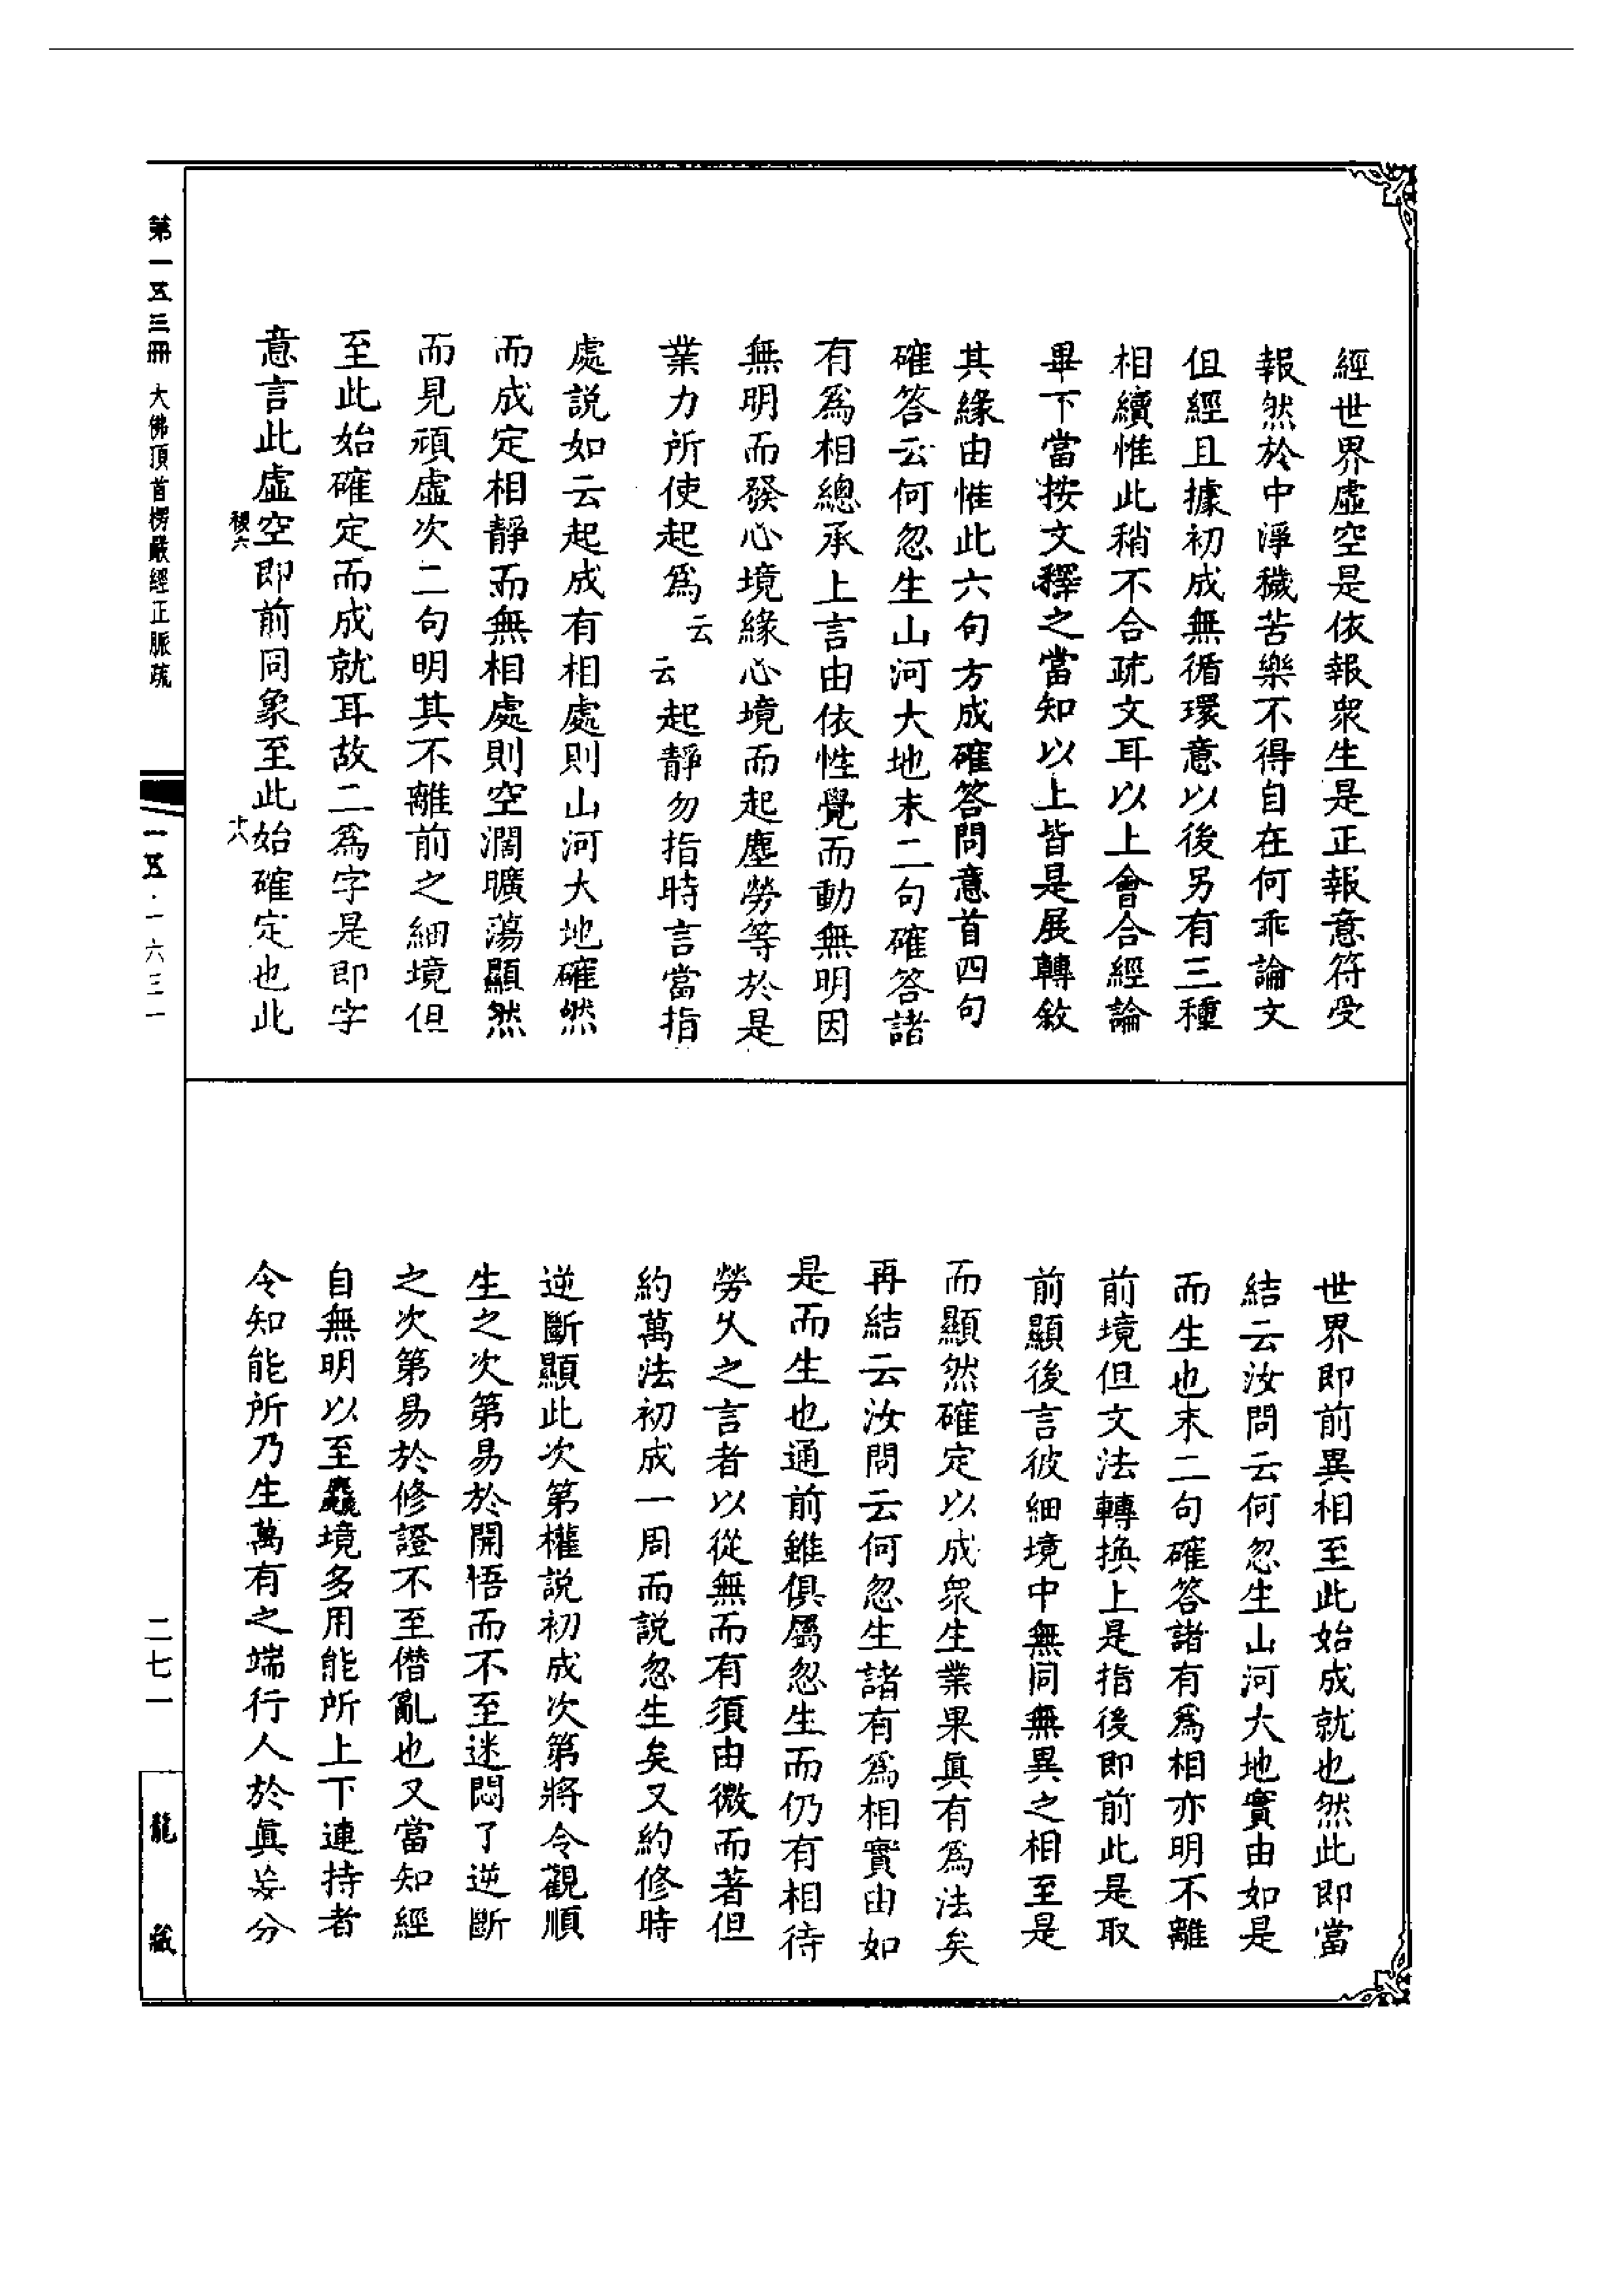 經世界虛空是依報衆生是正報意符受
報然於中淨穢苦樂不得自在何乖論文
但經且據初成無循環意以後另有三種
相續惟此稍不合疏文耳以上會合經論
畢下當按文釋之當知以上皆是展轉敘
其緣由惟此六句方成確答問意首四句
確答云何忽生山河大地末二句確答諸
有爲相總承上言由依性覺而動無明因
無明而發心境緣心境而起塵勞等於是
業力所使起爲云云起靜勿指時言當指
處説如云起成有相處則山河大地確然
而成定相靜而無相處則空濶曠蕩顯然
而見頑虛次二句明其不離前之細境但
至此始確定而成就耳故二爲字是即字
意言此虛空即前同象至此始確定也此
稷六
十六
世界即前異相至此始成就也然此即當
結云汝問云何忽生山河大地實由如是
而生也末二句確答諸有爲相亦明不離
前境但文法轉換上是指後即前此是取
前顯後言彼細境中無同無異之相至是
而顯然確定以成衆生業果眞有爲法矣
再結云汝問云何忽生諸有爲相實由如
是而生也通前雖俱屬忽生而仍有相待
勞久之言者以從無而有須由微而著但
約萬法初成一周而説忽生矣又約修時
逆斷顯此次第權説初成次第將令觀順
生之次第易於開悟而不至迷悶了逆斷
之次第易於修證不至僭亂也又當知經
自無明以至麤境多用能所上下連持者
令知能所乃生萬有之端行人於眞妄分
第一五三冊 大佛頂首楞嚴經正脈疏
一五·一六三一
二七一
龍藏